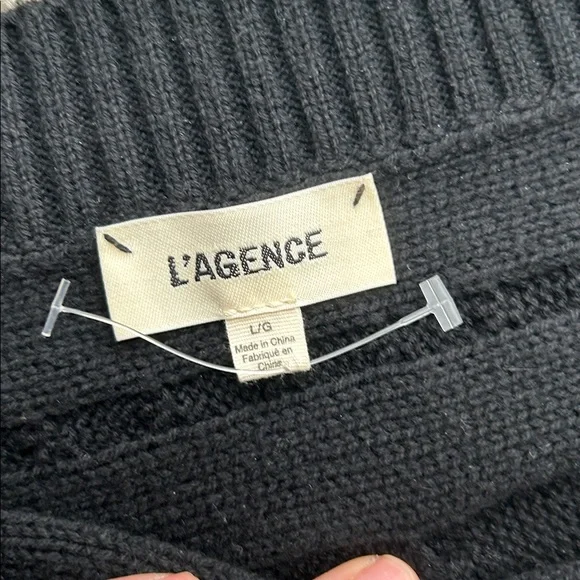 L'AGENCE
L/G
Made in China
Fabriqué en
Chine